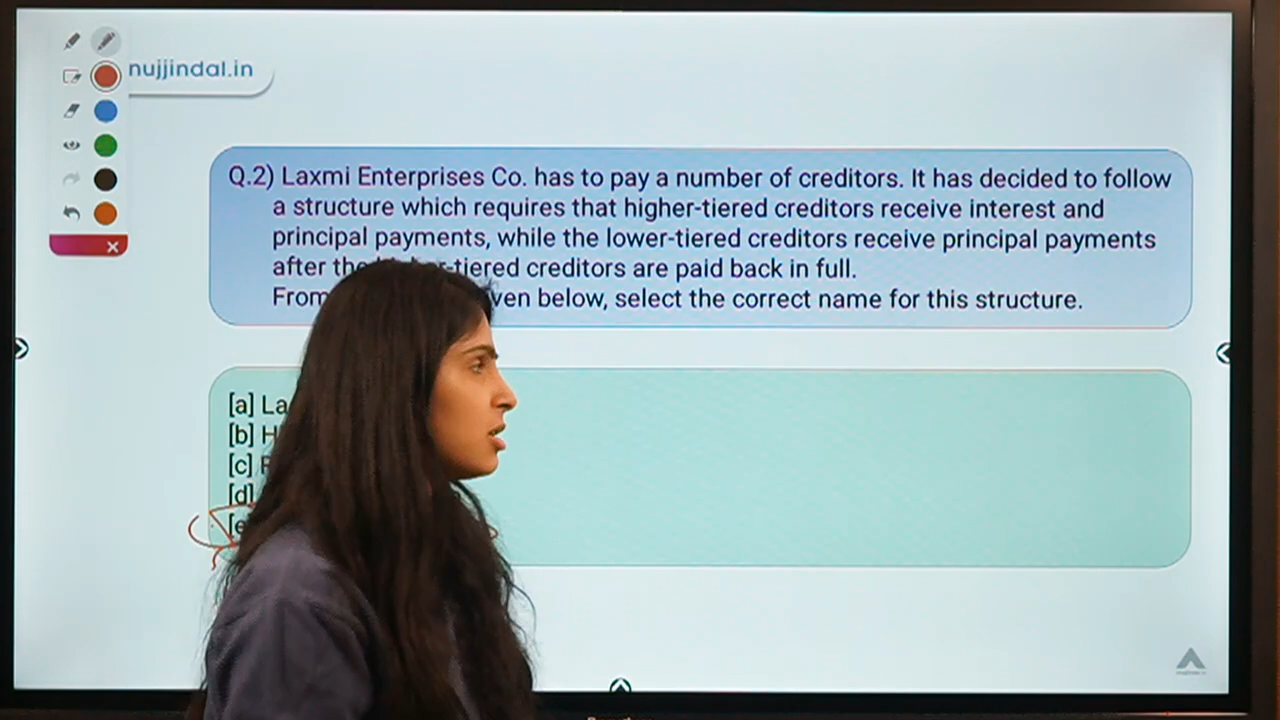 nujjindal.in
Q.2) Laxmi Enterprises Co. has to pay a number of creditors. It has decided to follow
a structure which requires that higher-tiered creditors receive interest and
principal payments, while the lower-tiered creditors receive principal payments
after the -tiered creditors are paid back in full.
From below, select the correct name for this structure.
[a]
[b]
[c]
[d]
[e